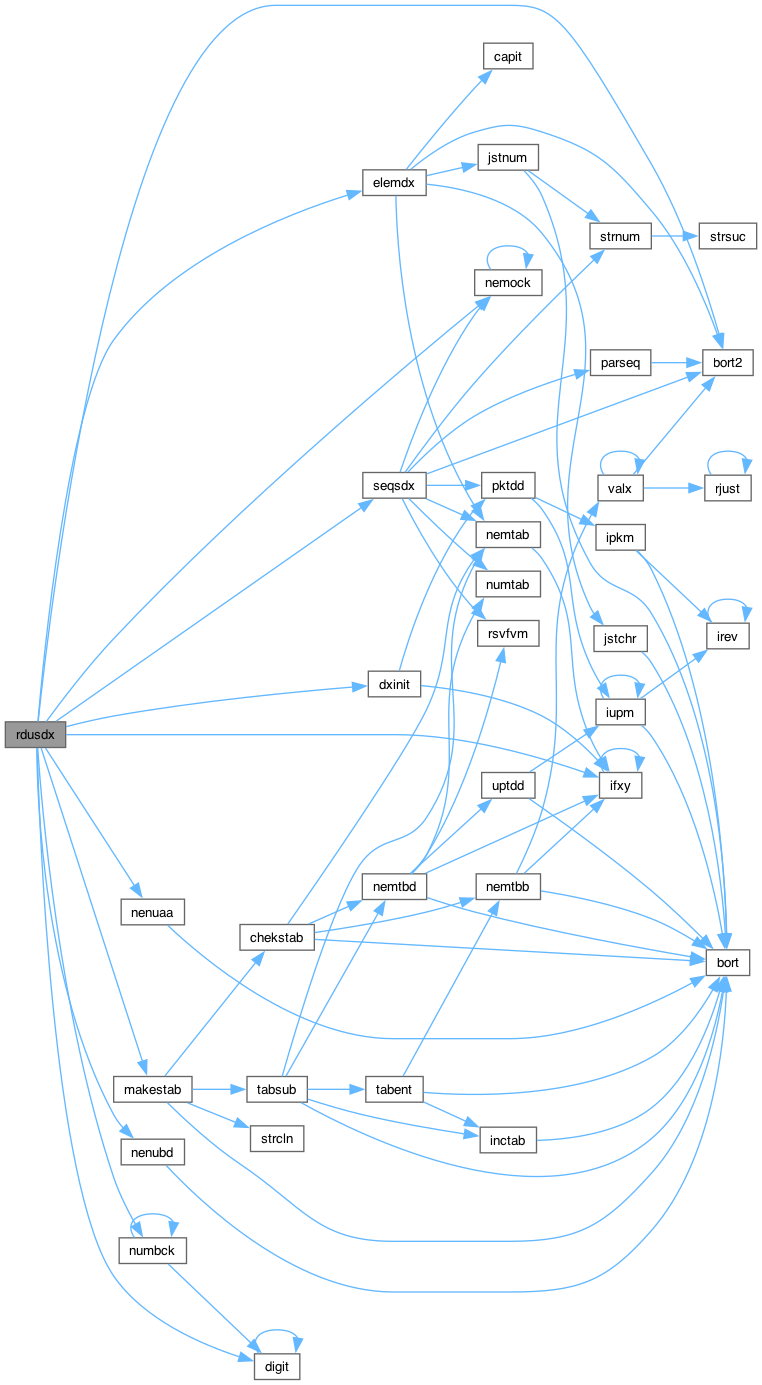 capit
jstnum
elemdx
strnum
strsuc
nemock
parseq
bort2
seqsdx
pktdd
valx
rjust
nemtab
ipkm
numtab
rsvfvm
jstchr
irev
dxinit
iupm
rdusdx
uptdd
ifxy
nemtbd
nemtbb
nenuaa
chekstab
bort
makestab
tabsub
tabent
strcln
inctab
nenubd
numbck
digit